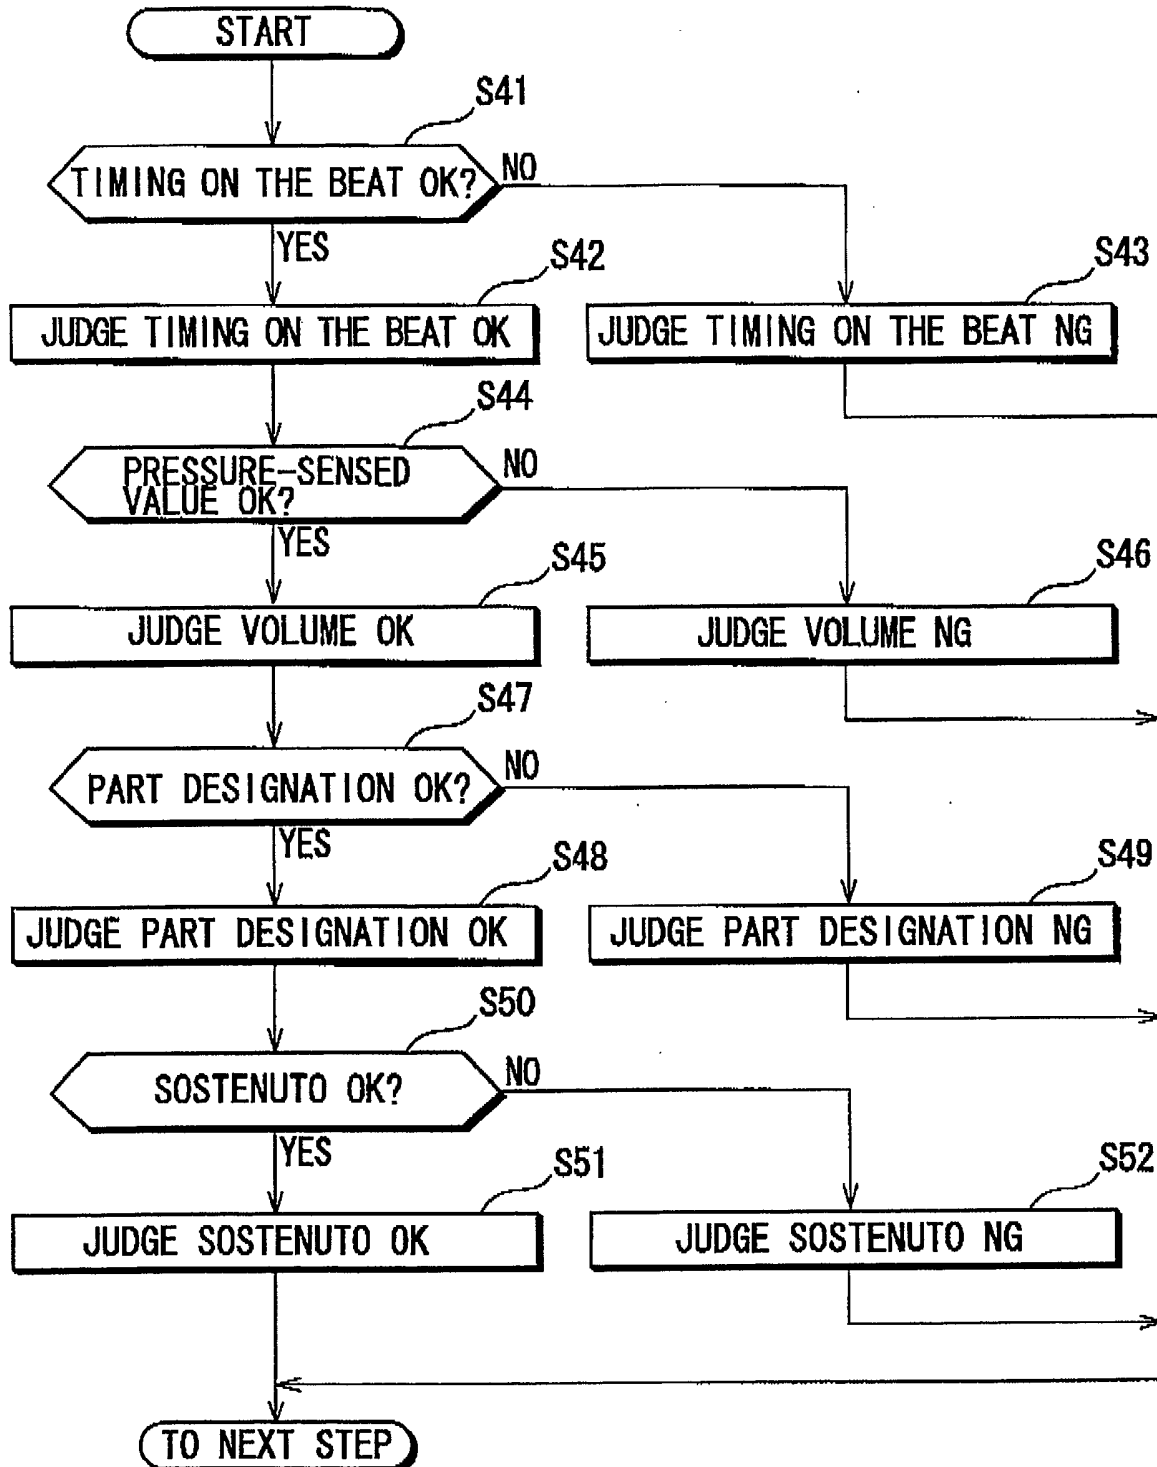 START
S41
TIMING ON THE BEAT OK?
NO
YES
S42
S43
JUDGE TIMING ON THE BEAT OK
JUDGE TIMING ON THE BEAT NG
S44
PRESSURE-SENSED
VALUE OK?
NO
YES
S45
S46
JUDGE VOLUME OK
JUDGE VOLUME NG
S47
PART DESIGNATION OK?
NO
YES
S48
S49
JUDGE PART DESIGNATION OK
JUDGE PART DESIGNATION NG
S50
SOSTENUTO OK?
NO
YES
S51
S52
JUDGE SOSTENUTO OK
JUDGE SOSTENUTO NG
TO NEXT STEP